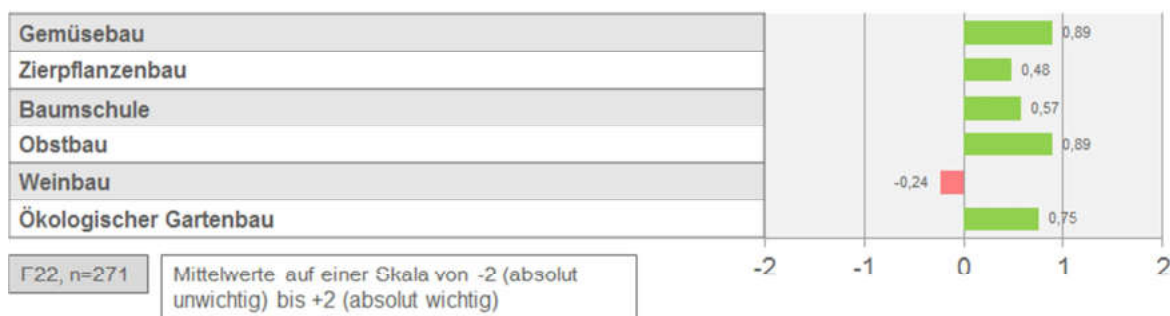 Gemüsebau 0,89
Zierpflanzenbau 0,48
Baumschule 0,57
Obstbau 0,89
Weinbau -0,24
Ökologischer Gartenbau 0,75
-2 -1 0 1 2
F22, n=271
Mittelwerte auf einer Skala von -2 (absolut
unwichtig) bis +2 (absolut wichtig)